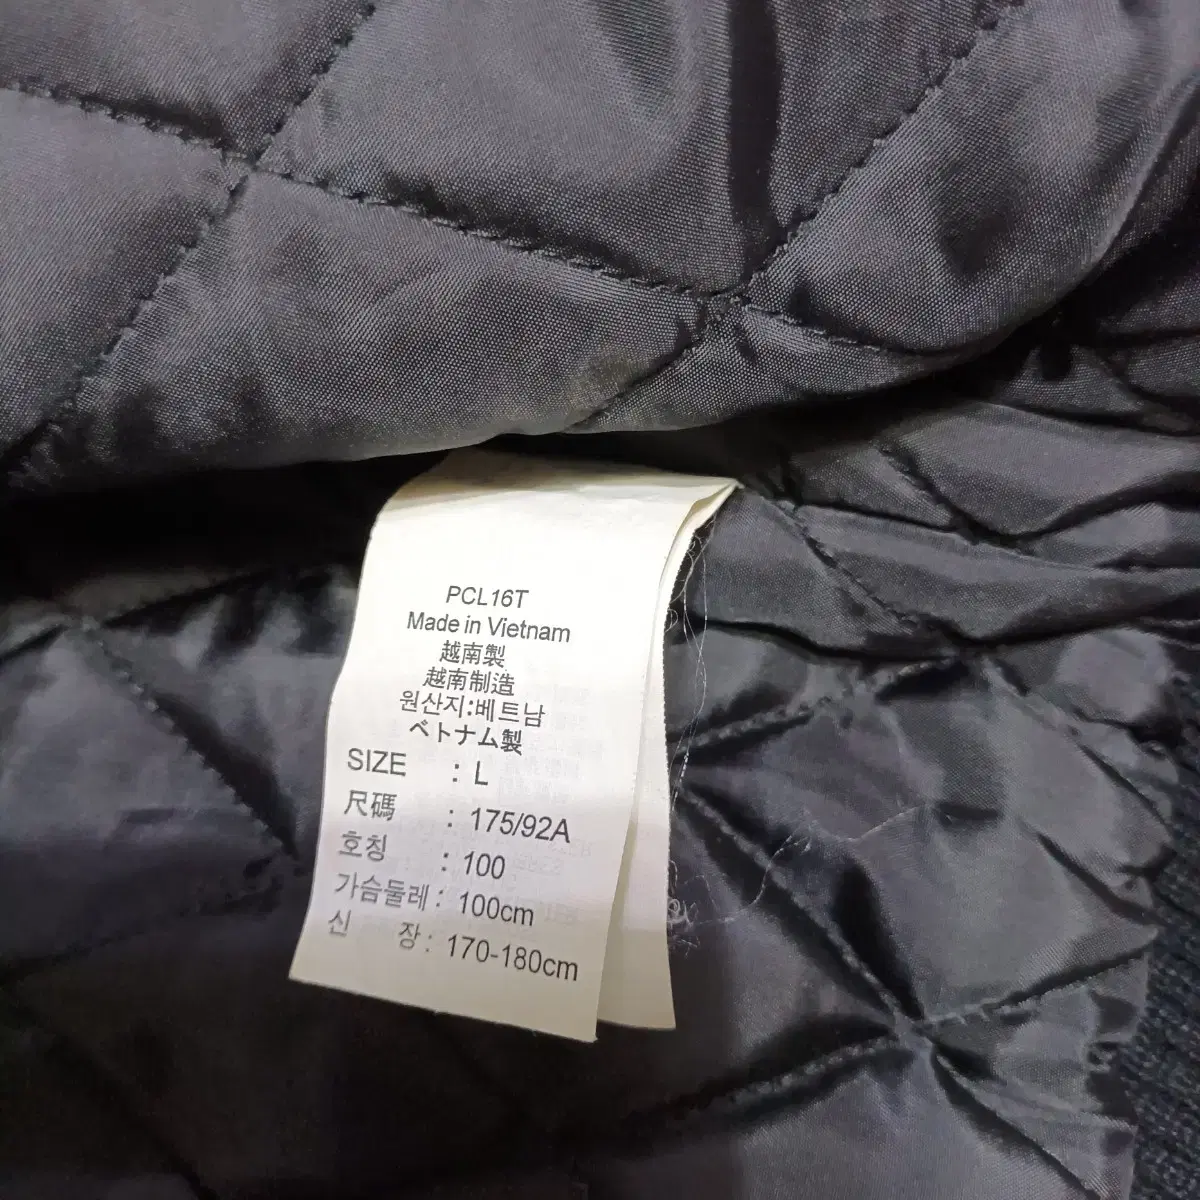 PCL16T
Made in Vietnam
越南製
越南制造
원산지:베트남
ベトナム製
SIZE : L
尺碼 : 175/92A
호칭 : 100
가슴둘레 : 100cm
신 장 : 170-180cm